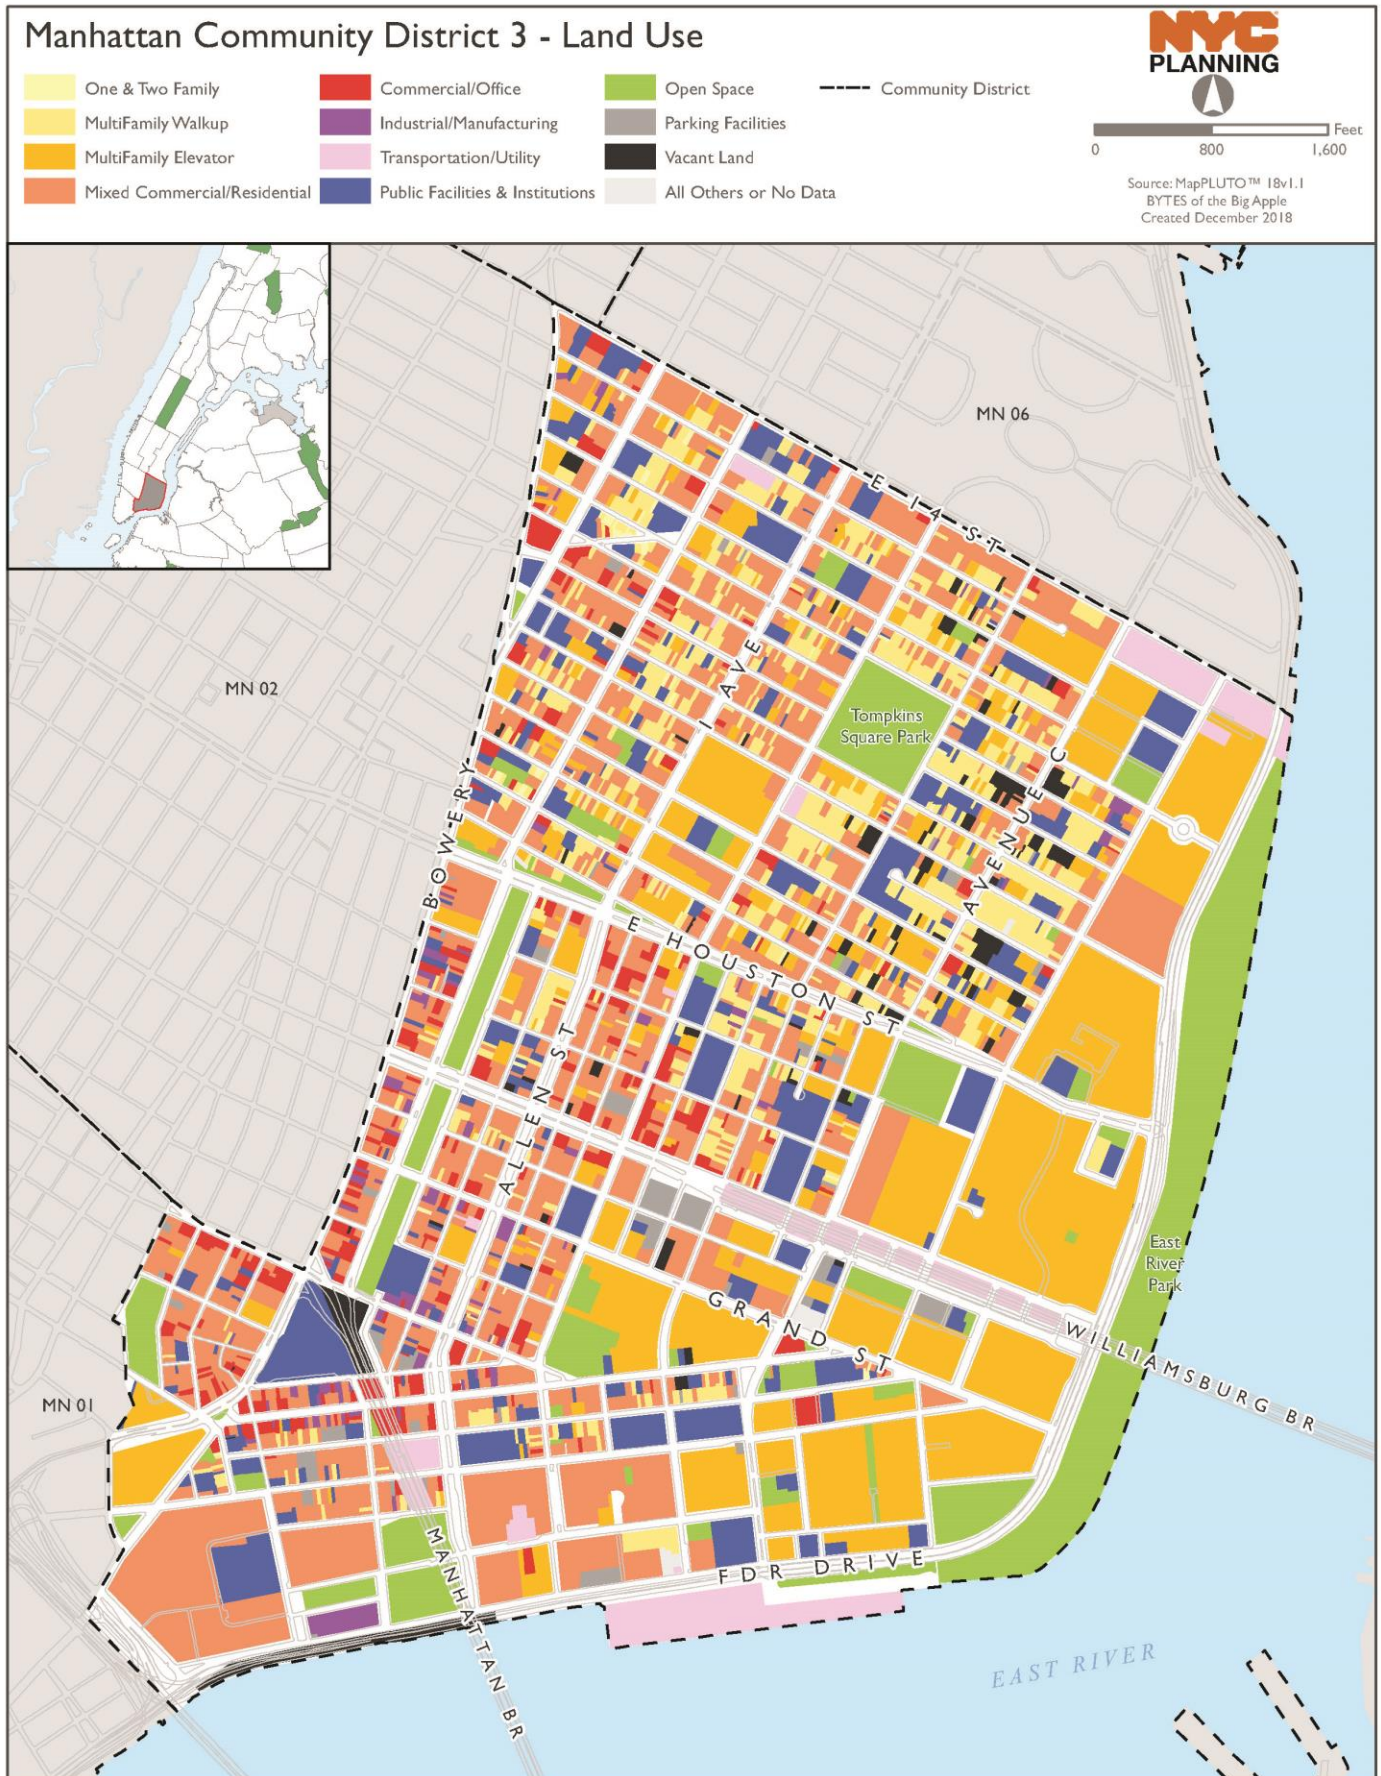 Manhattan Community District 3 - Land Use
One & Two Family
MultiFamily Walkup
MultiFamily Elevator
Mixed Commercial/Residential
Commercial/Office
Industrial/Manufacturing
Transportation/Utility
Public Facilities & Institutions
Open Space
Parking Facilities
Vacant Land
All Others or No Data
Community District
NYC
PLANNING
Feet
0 800 1,600
Source: MapPLUTO™ 18v1.1
BYTES of the Big Apple
Created December 2018
MN 06
E 14 ST
MN 02
1 AVE
Tompkins
Square Park
AVENUE C
BOWERY
E HOUSTON ST
ALLEN ST
East
River
Park
GRAND ST
WILLIAMSBURG BR
MN 01
MANHATTAN BR
FDR DRIVE
EAST RIVER